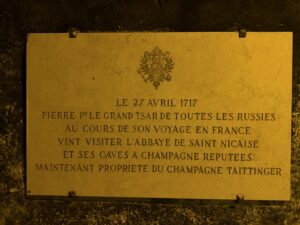 LE 27 AVRIL 1717
PIERRE 1ER LE GRAND TSAR DE TOUTES LES RUSSIES
AU COURS DE SON VOYAGE EN FRANCE
VINT VISITER L'ABBAYE DE SAINT NICAISE
ET SES CAVES A CHAMPAGNE REPUTEES
MAINTENANT PROPRIETE DU CHAMPAGNE TAITTINGER